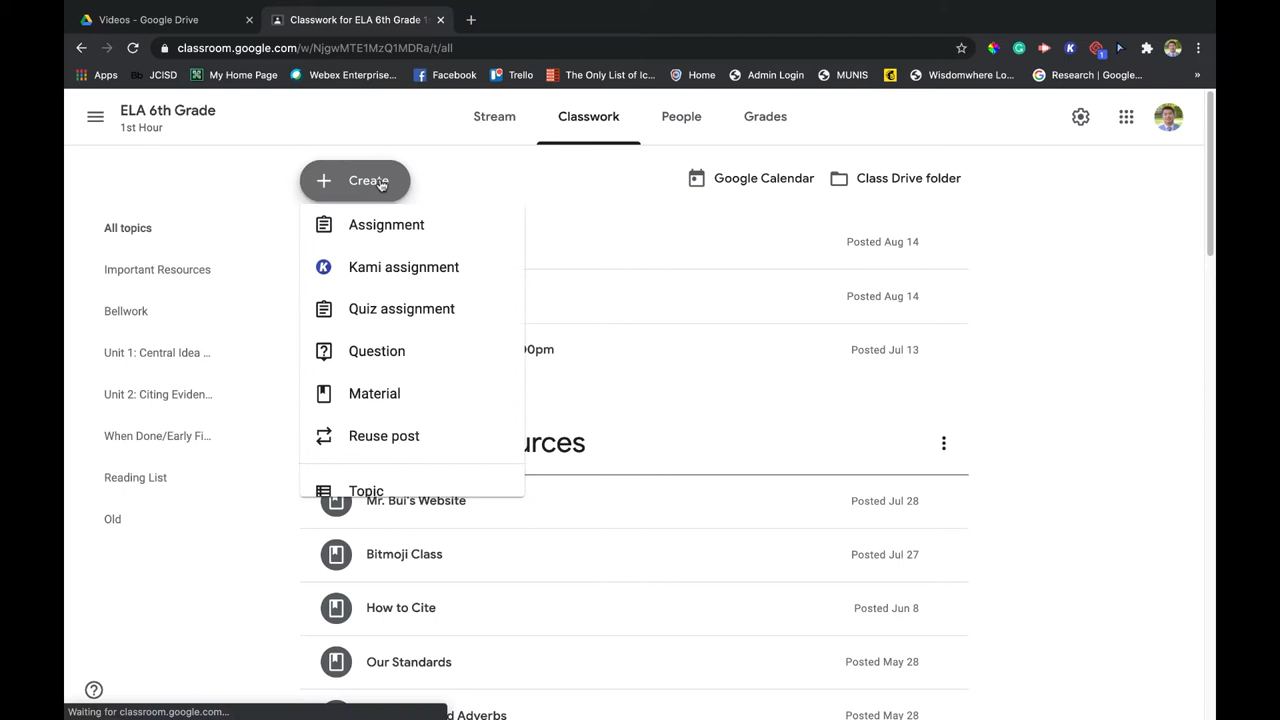 Videos - Google Drive
Classwork for ELA 6th Grade 1
classroom.google.com/w/NjgwMTE1MzQ1MDRa/t/all
Apps
JCISD
My Home Page
Webex Enterprise...
Facebook
Trello
The Only List of Ic...
Home
Admin Login
MUNIS
Wisdomwhere Lo...
Research | Google...
»
ELA 6th Grade
1st Hour
Stream
Classwork
People
Grades
Create
Google Calendar
Class Drive folder
All topics
Important Resources
Bellwork
Unit 1: Central Idea ...
Unit 2: Citing Eviden...
When Done/Early Fi...
Reading List
Old
Assignment
Kami assignment
Quiz assignment
Question
Material
Reuse post
Topic
Posted Aug 14
Posted Aug 14
00pm
Posted Jul 13
urces
Mr. Bui's Website
Posted Jul 28
Bitmoji Class
Posted Jul 27
How to Cite
Posted Jun 8
Our Standards
Posted May 28
d Adverbs
Posted May 28
Waiting for classroom.google.com...